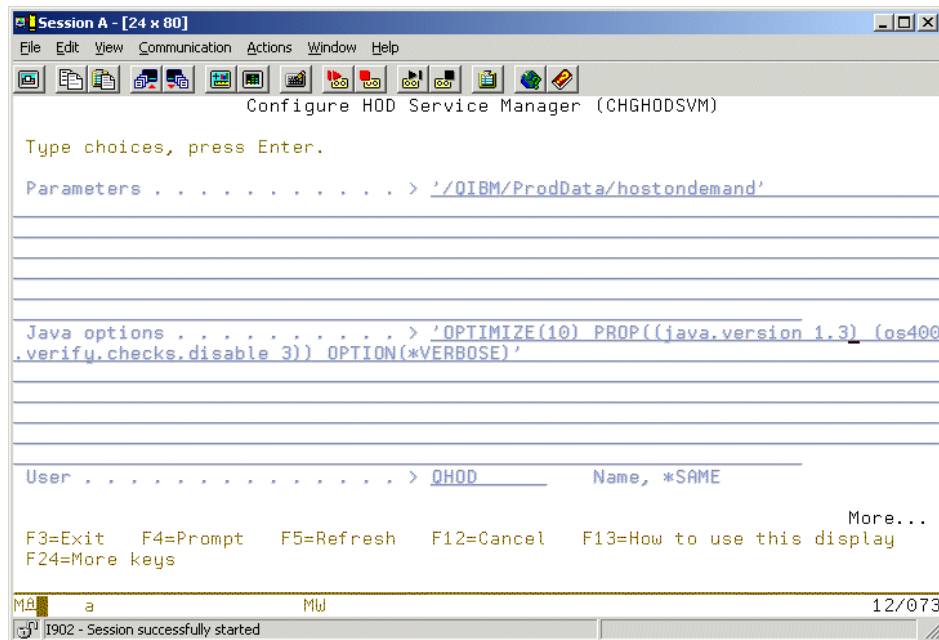 Session A - [24 x 80]
File Edit View Communication Actions Window Help
Configure HOD Service Manager (CHGHODSVM)
Type choices, press Enter.
Parameters . . . . . . . . . . . > '/QIBM/ProdData/hostondemand'
Java options . . . . . . . . . . > 'OPTIMIZE(10) PROP((java.version 1.3) (os400
.verify.checks.disable 3)) OPTION(*VERBOSE)'
User . . . . . . . . . . . . . . > QHOD Name, *SAME
More...
F3=Exit F4=Prompt F5=Refresh F12=Cancel F13=How to use this display
F24=More keys
MA a MW 12/073
I902 - Session successfully started